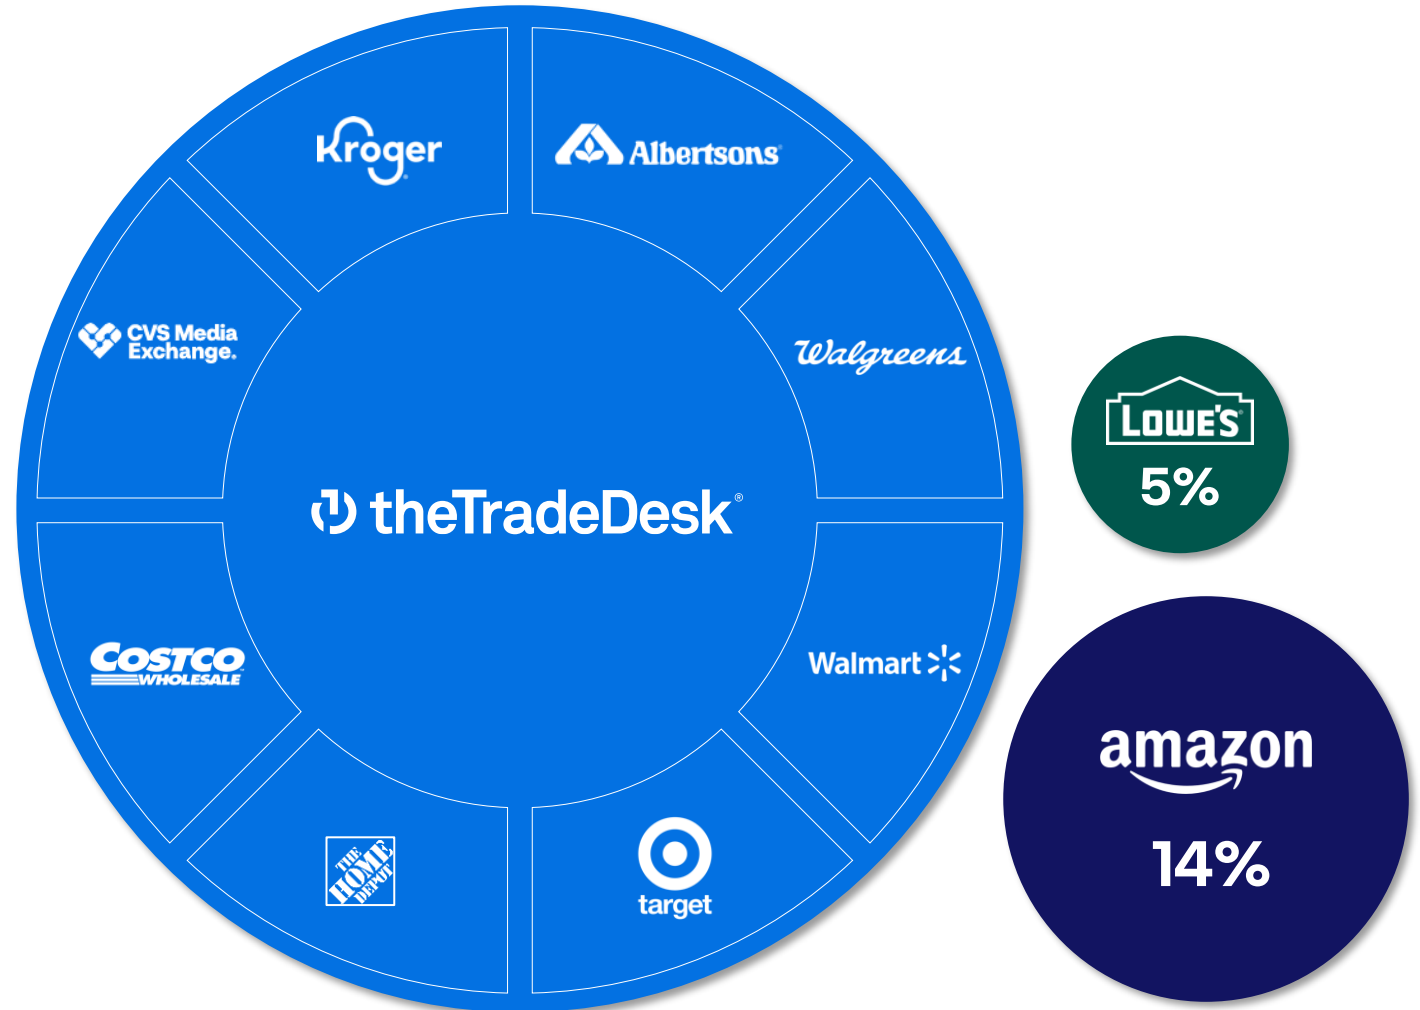 Kroger
Albertsons
CVS Media
Exchange.
Walgreens
theTradeDesk®
LOWE'S
5%
COSTCO
WHOLESALE
Walmart
amazon
14%
THE
HOME
DEPOT
target